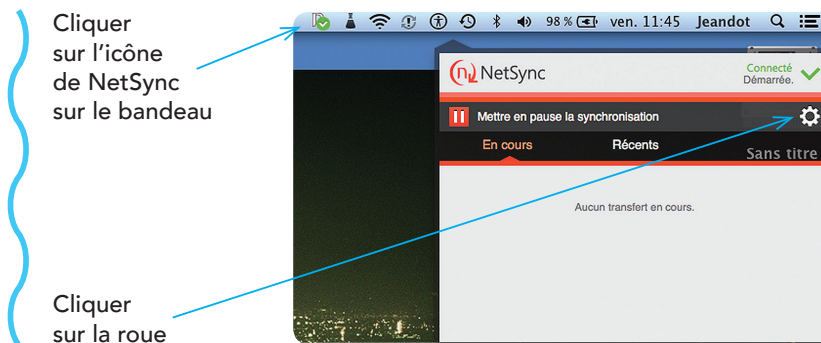 Cliquer
sur l'icône
de NetSync
sur le bandeau
98 % ven. 11:45 Jeandot
NetSync
Connecté
Démarrée.
Mettre en pause la synchronisation
En cours Récents
Sans titre
Aucun transfert en cours.
Cliquer
sur la roue